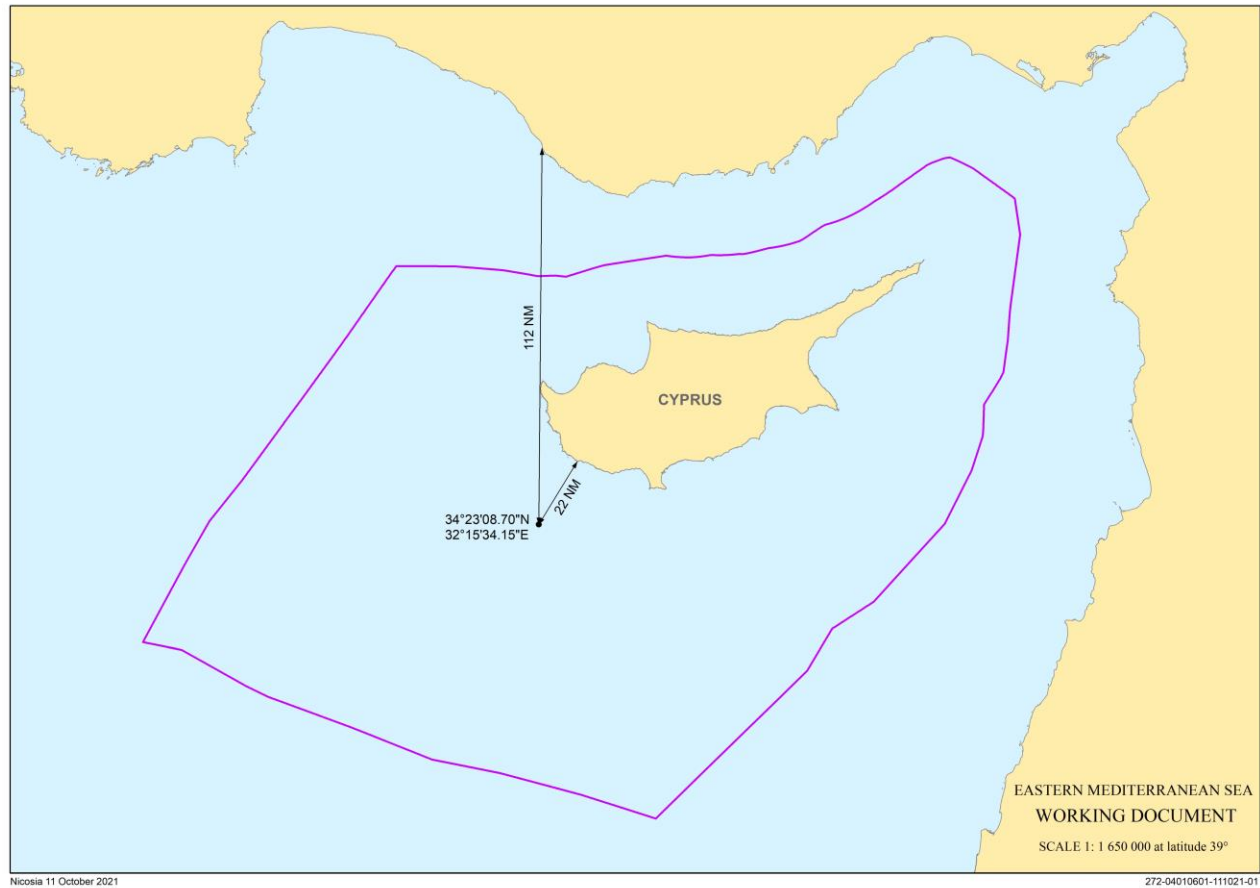 112 NM
CYPRUS
22 NM
34°23'08.70"N
32°15'34.15"E
EASTERN MEDITERRANEAN SEA
WORKING DOCUMENT
SCALE 1: 1 650 000 at latitude 39°
Nicosia 11 October 2021
272-04010601-111021-01